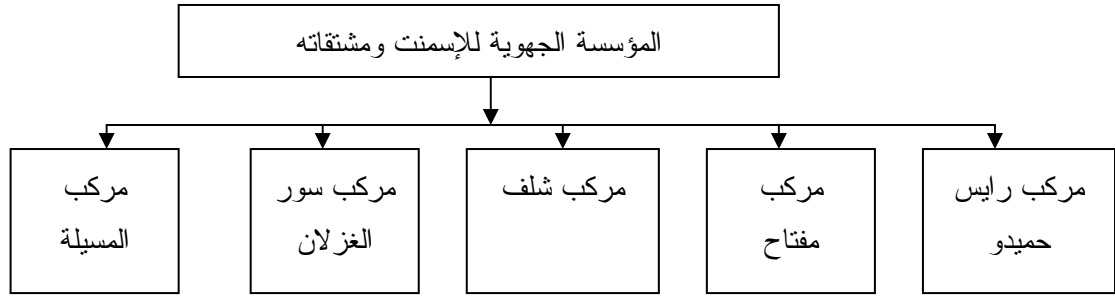 المؤسسة الجهوية للإسمنت ومشتقاته
مركب رايس
حميدو
مركب
مفتاح
مركب شلف
مركب سور
الغزلان
مركب
المسيلة